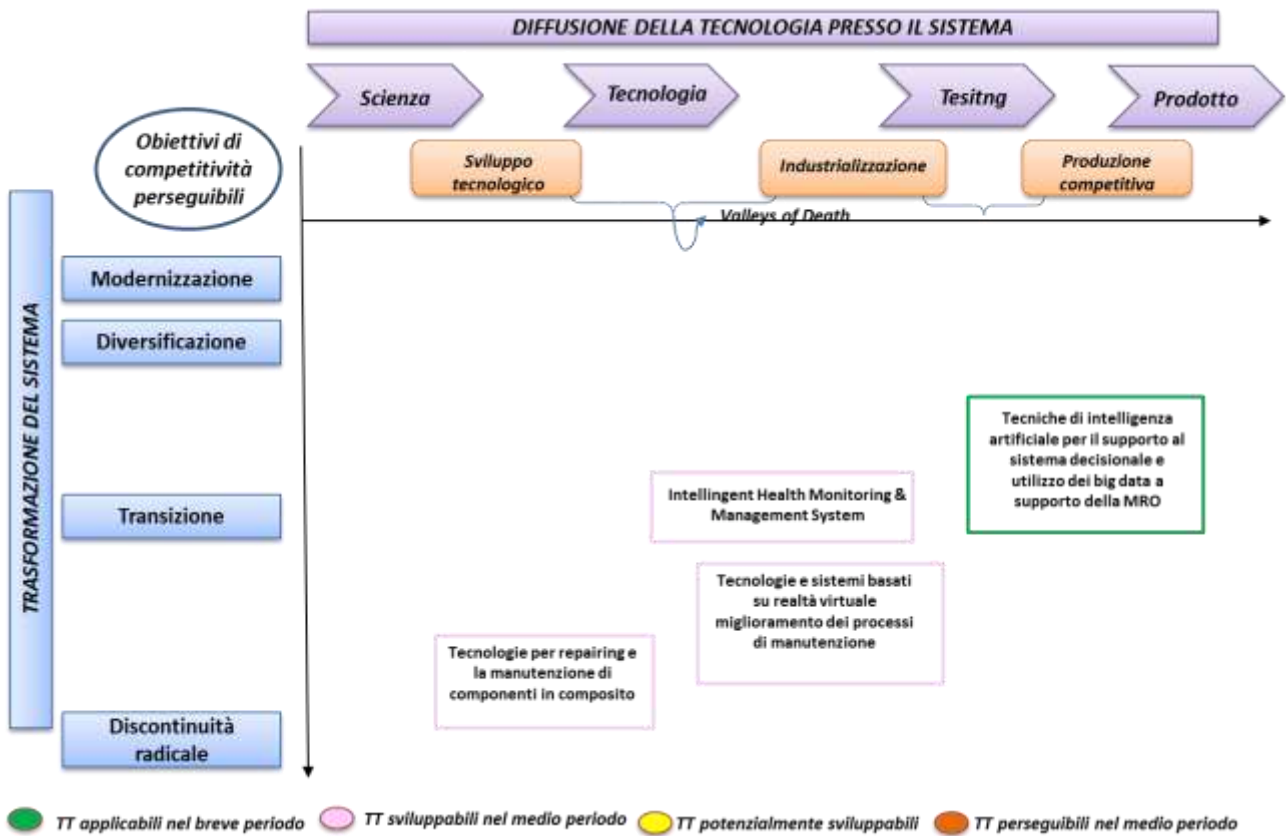 DIFFUSIONE DELLA TECNOLOGIA PRESSO IL SISTEMA
Scienza
Tecnologia
Tesitng
Prodotto
Obiettivi di
competitività
perseguibili
Sviluppo
tecnologico
Industrializzazione
Produzione
competitiva
Valleys of Death
TRASFORMAZIONE DEL SISTEMA
Modernizzazione
Diversificazione
Transizione
Discontinuità
radicale
Tecniche di intelligenza
artificiale per il supporto al
sistema decisionale e
utilizzo dei big data a
supporto della MRO
Intellingent Health Monitoring &
Management System
Tecnologie e sistemi basati
su realtà virtuale
miglioramento dei processi
di manutenzione
Tecnologie per repairing e
la manutenzione di
componenti in composito
TT applicabili nel breve periodo
TT sviluppabili nel medio periodo
TT potenzialmente sviluppabili
TT perseguibili nel medio periodo